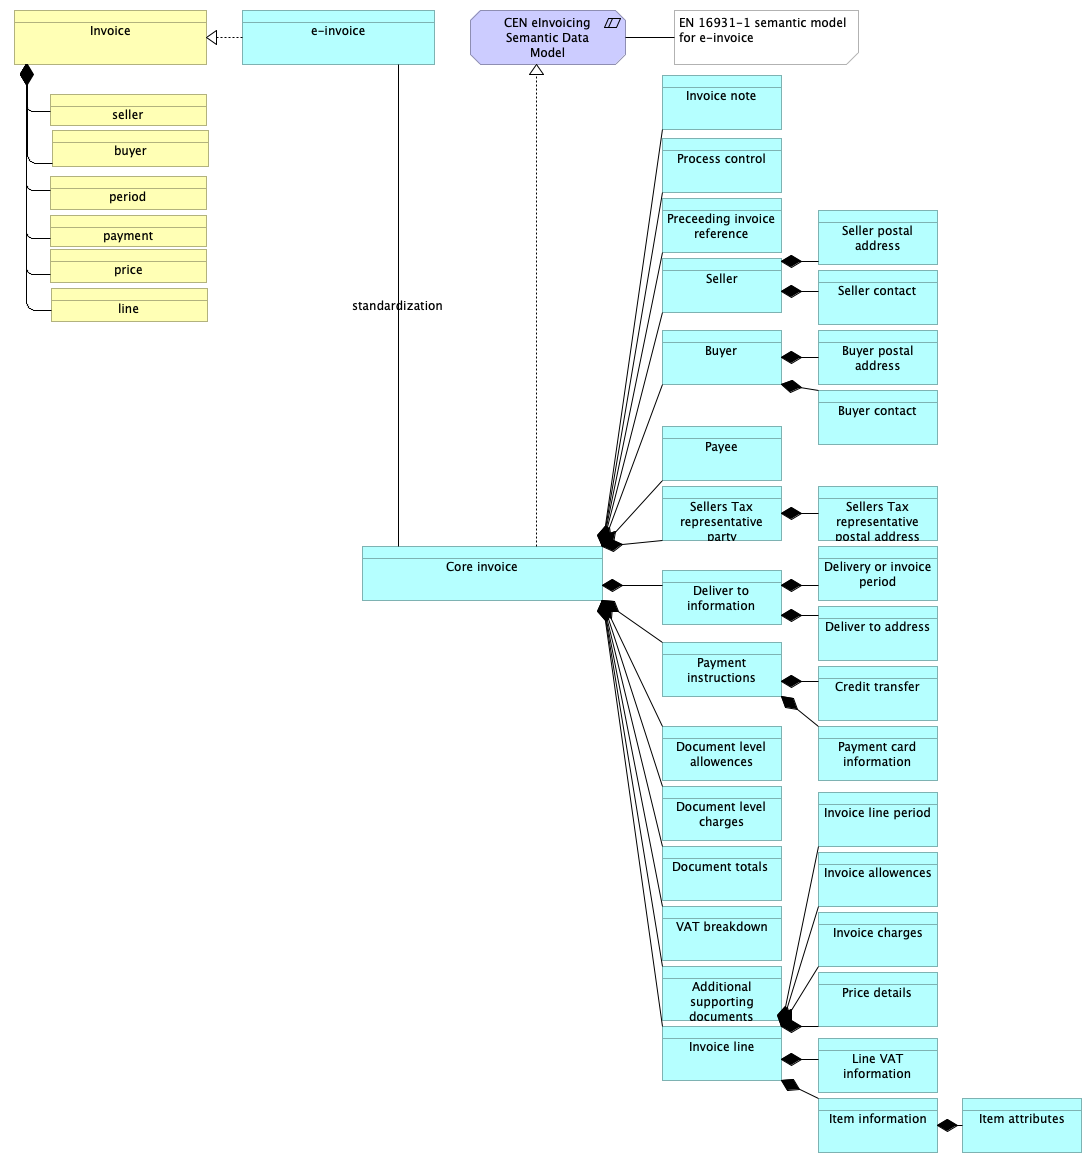 Invoice
e-invoice
CEN eInvoicing
Semantic Data
Model
EN 16931-1 semantic model
for e-invoice
seller
buyer
period
payment
price
line
standardization
Core invoice
Invoice note
Process control
Preceeding invoice
reference
Seller
Seller postal
address
Seller contact
Buyer
Buyer postal
address
Buyer contact
Payee
Sellers Tax
representative
party
Sellers Tax
representative
postal address
Deliver to
information
Delivery or invoice
period
Deliver to address
Payment
instructions
Credit transfer
Payment card
information
Document level
allowences
Document level
charges
Document totals
VAT breakdown
Additional
supporting
documents
Invoice line
Invoice line period
Invoice allowences
Invoice charges
Price details
Line VAT
information
Item information
Item attributes